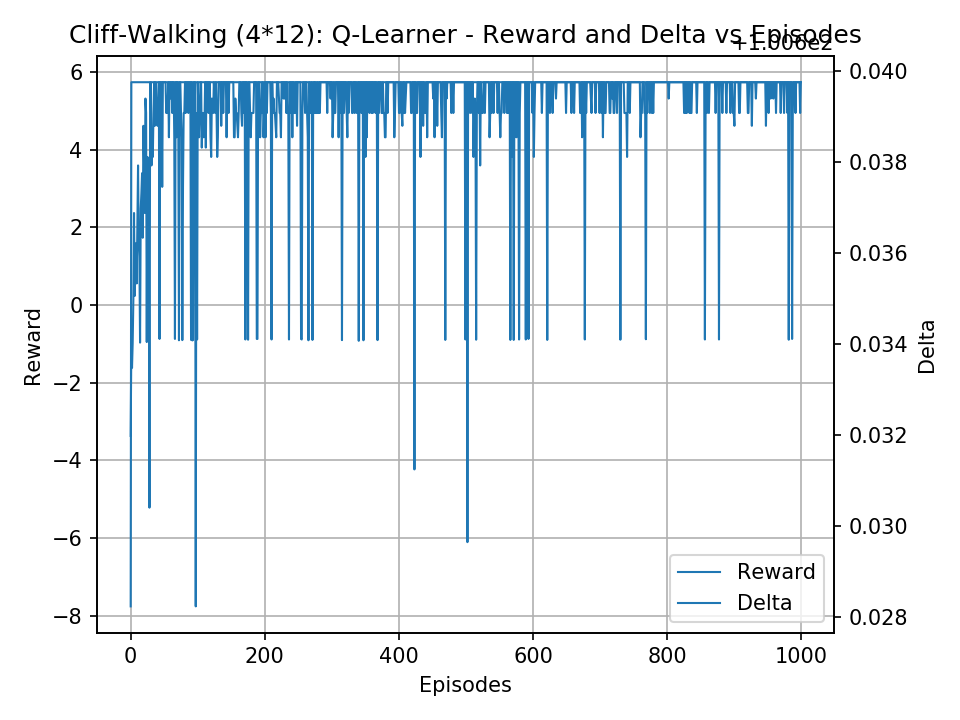 Cliff-Walking (4*12): Q-Learner - Reward and Delta vs Episodes
+1.006e2
6
4
2
0
−2
−4
−6
−8
Reward
0.040
0.038
0.036
0.034
0.032
0.030
0.028
Delta
Reward
Delta
0 200 400 600 800 1000
Episodes